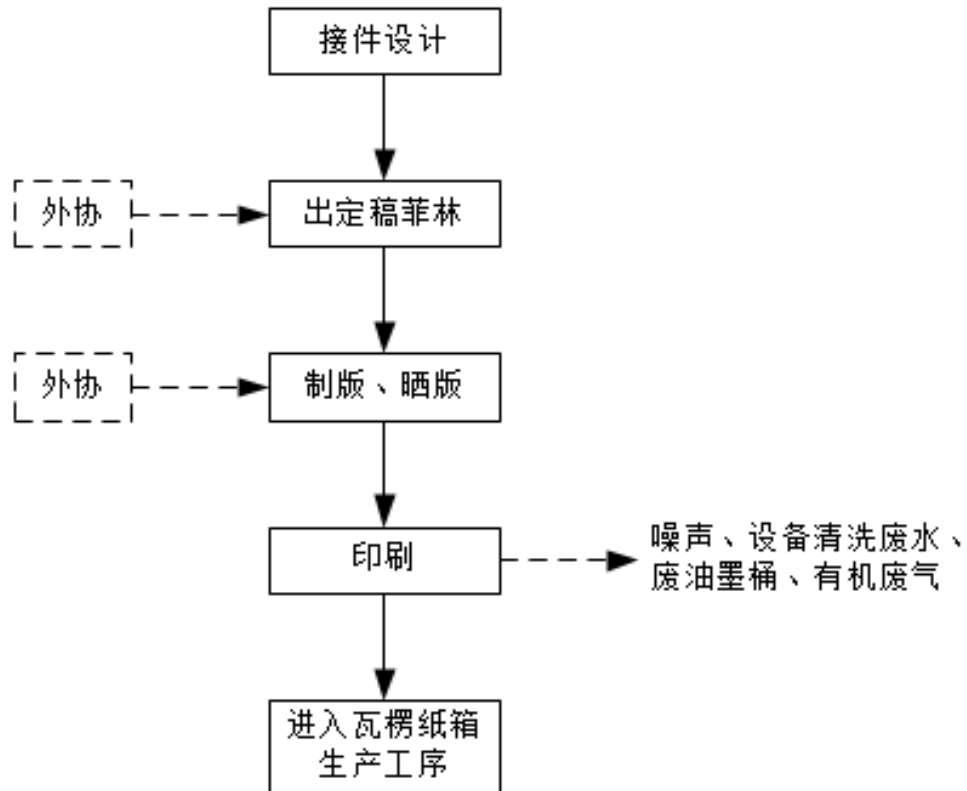 接件设计
外协
出定稿菲林
外协
制版、晒版
印刷
噪声、设备清洗废水、
废油墨桶、有机废气
进入瓦楞纸箱
生产工序